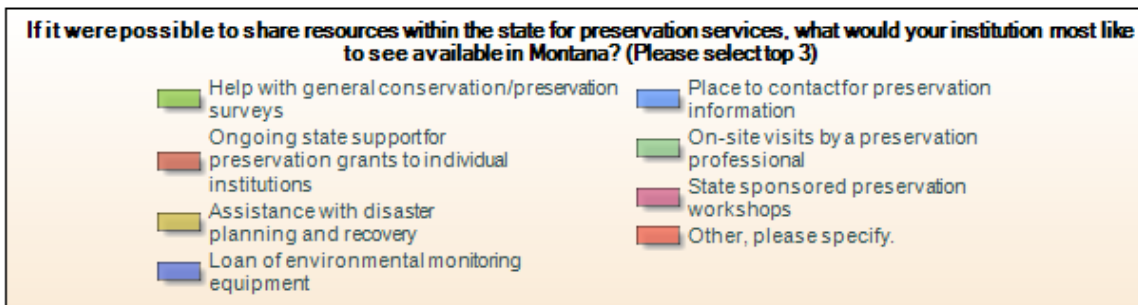 If it were possible to share resources within the state for preservation services, what would your institution most like
to see available in Montana? (Please select top 3)
Help with general conservation/preservation
surveys
Ongoing state support for
preservation grants to individual
institutions
Assistance with disaster
planning and recovery
Loan of environmental monitoring
equipment
Place to contact for preservation
information
On-site visits by a preservation
professional
State sponsored preservation
workshops
Other, please specify.